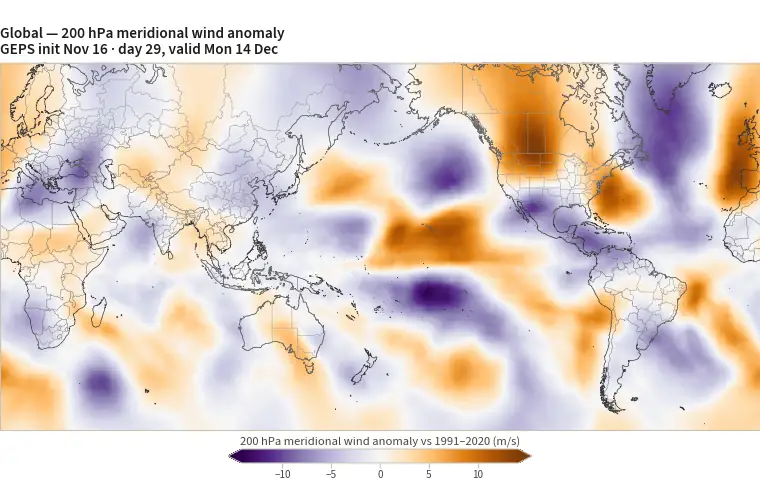 Global — 200 hPa meridional wind anomaly
GEPS init Nov 16 · day 29, valid Mon 14 Dec
200 hPa meridional wind anomaly vs 1991–2020 (m/s)
−10 −5 0 5 10